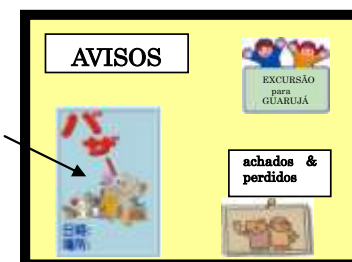 AVISOS
EXCURSÃO
para
GUARUJÁ
バザー
日時:
場所:
achados &
perdidos